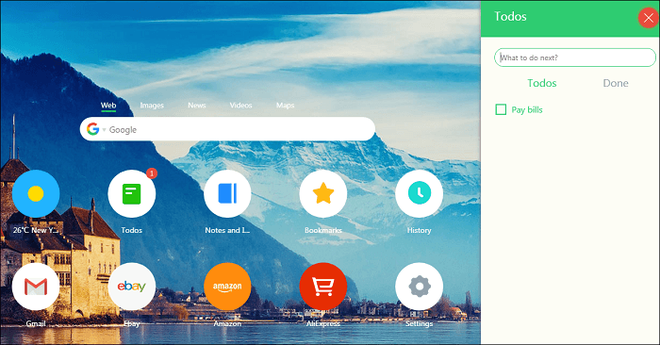 Todos
What to do next?
Todos
Done
Pay bills
Web
Images
News
Videos
Maps
Google
1
26°C New Y...
Todos
Notes and I...
Bookmarks
History
ebay
amazon
Gmail
Ebay
Amazon
AliExpress
Settings